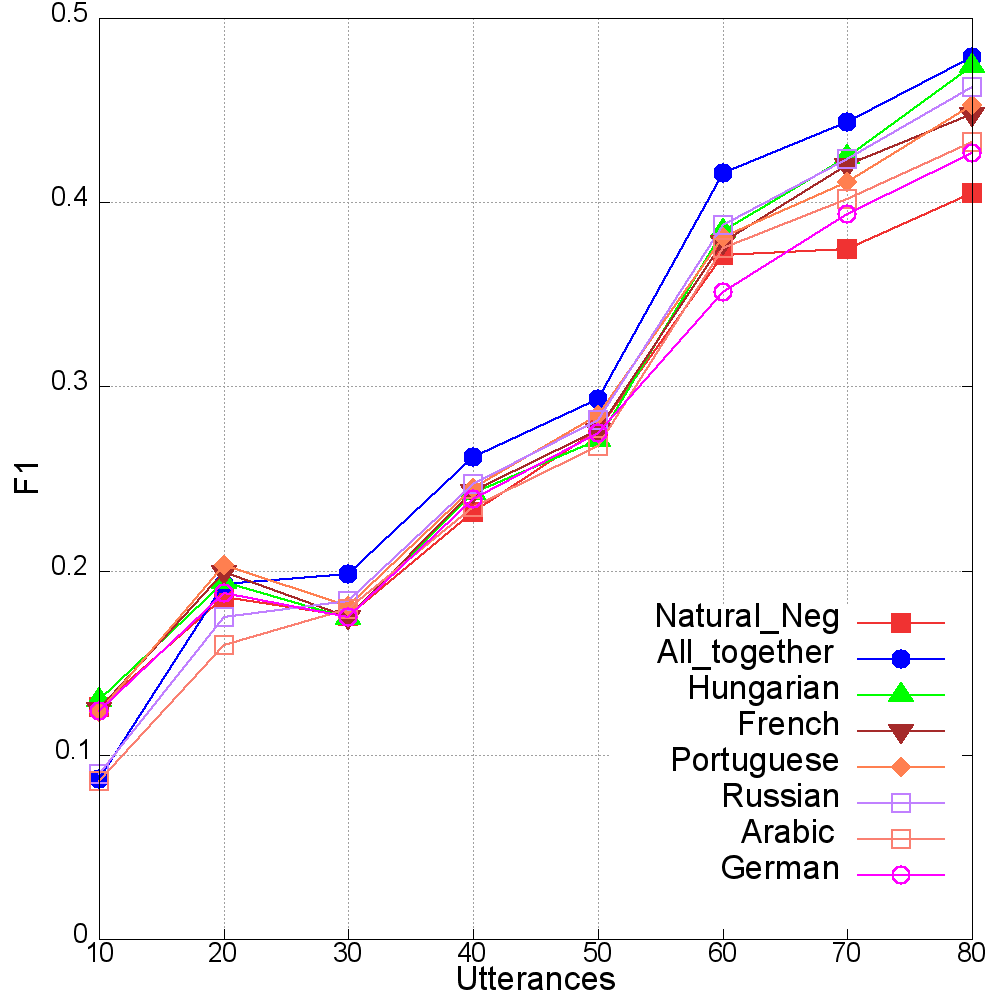 0.5
0.4
0.3
0.2
0.1
0
F1
10 20 30 40 50 60 70 80
Utterances
Natural_Neg
All_together
Hungarian
French
Portuguese
Russian
Arabic
German